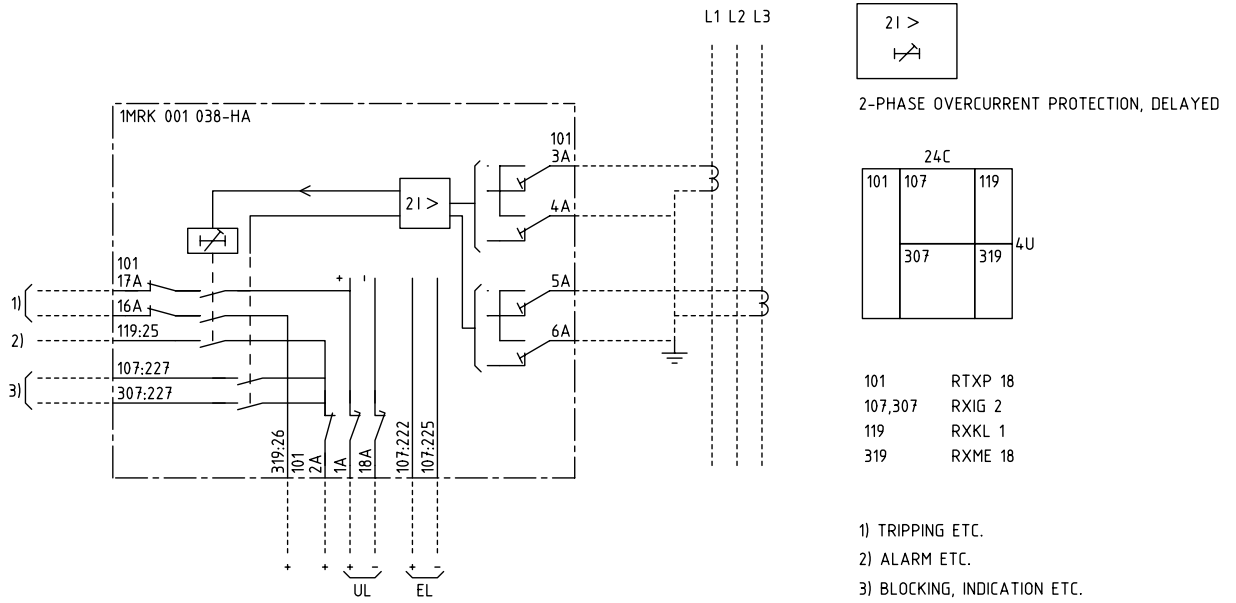 L1 L2 L3
2I >
2-PHASE OVERCURRENT PROTECTION, DELAYED
1MRK 001 038-HA
101
3A
4A
2I >
101
17A
16A
119:25
107:227
307:227
1)
2)
3)
+ -
5A
6A
319:26
101
2A
1A
18A
107:222
107:225
+ + + - + -
UL EL
24C
101 107 119
307 319
4U
101 RTXP 18
107,307 RXIG 2
119 RXKL 1
319 RXME 18
1) TRIPPING ETC.
2) ALARM ETC.
3) BLOCKING, INDICATION ETC.